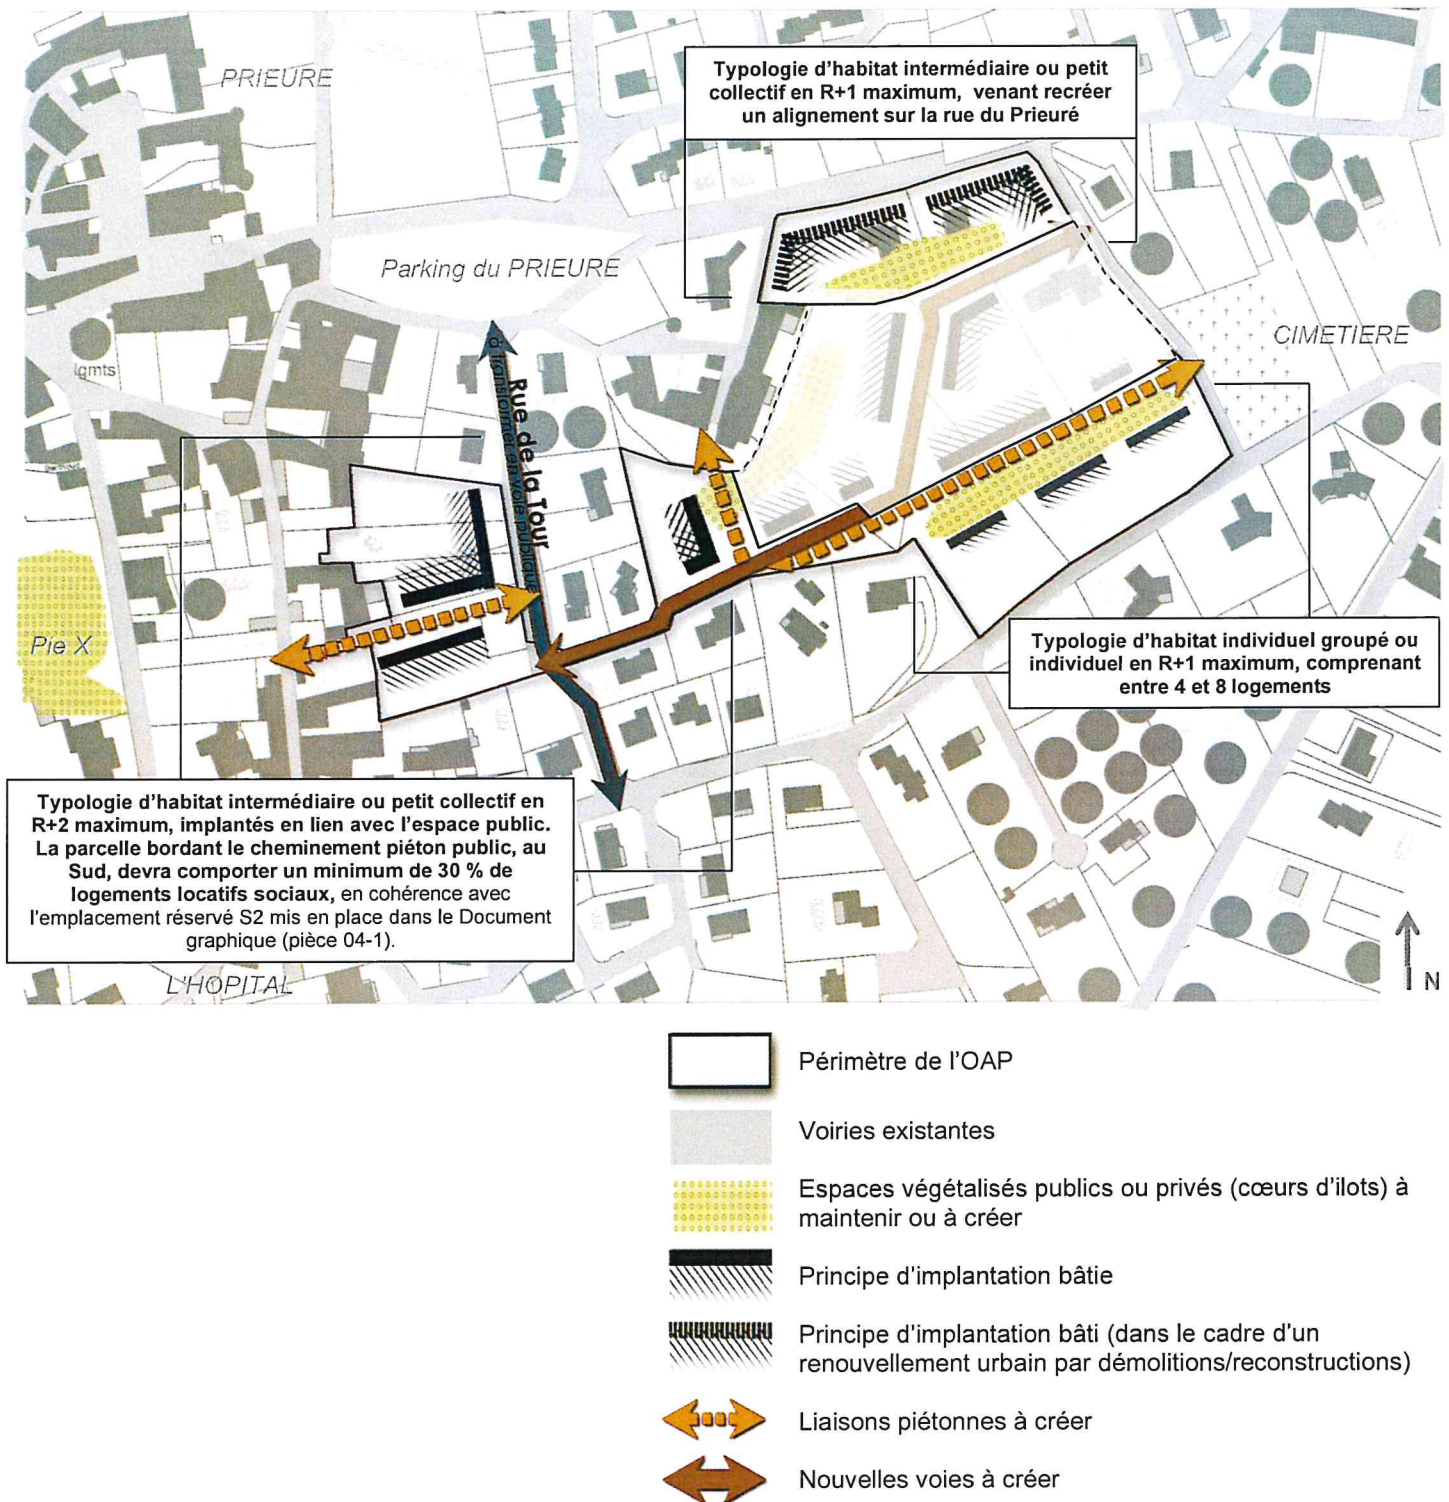 PRIEURE
Typologie d'habitat intermédiaire ou petit
collectif en R+1 maximum, venant recréer
un alignement sur la rue du Prieuré
Parking du PRIEURE
CIMETIERE
lgmts
Rue de la Tour
à transformer en voie publique
Pie X
Typologie d'habitat individuel groupé ou
individuel en R+1 maximum, comprenant
entre 4 et 8 logements
Typologie d'habitat intermédiaire ou petit collectif en
R+2 maximum, implantés en lien avec l'espace public.
La parcelle bordant le cheminement piéton public, au
Sud, devra comporter un minimum de 30 % de
logements locatifs sociaux, en cohérence avec
l'emplacement réservé S2 mis en place dans le Document
graphique (pièce 04-1).
L'HOPITAL
N
Périmètre de l'OAP
Voiries existantes
Espaces végétalisés publics ou privés (cœurs d'ilots) à
maintenir ou à créer
Principe d'implantation bâtie
Principe d'implantation bâti (dans le cadre d'un
renouvellement urbain par démolitions/reconstructions)
Liaisons piétonnes à créer
Nouvelles voies à créer